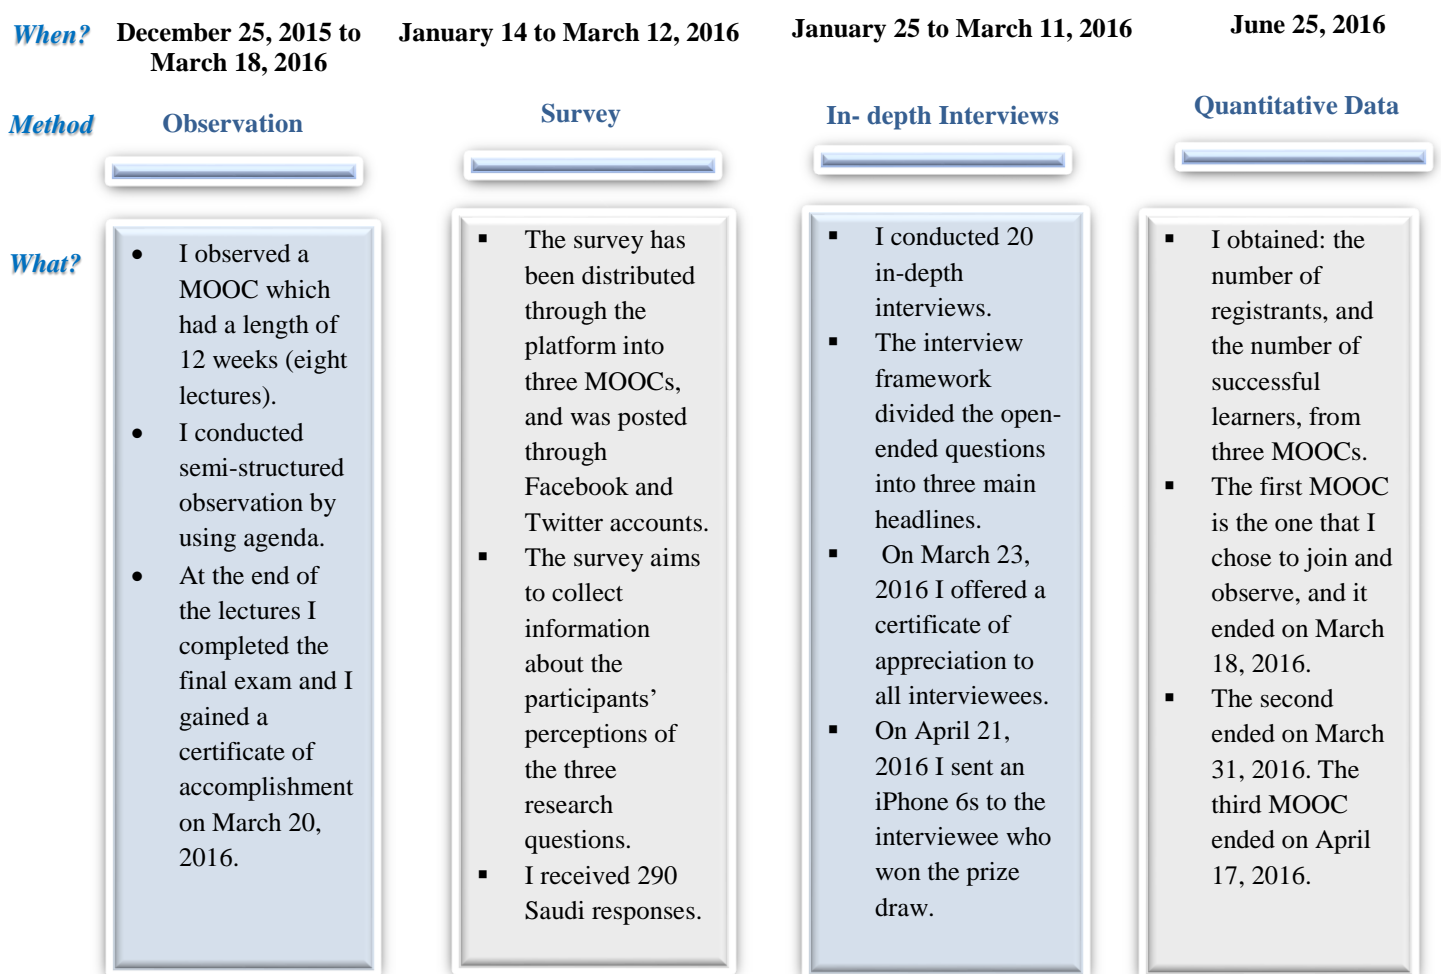 When?
December 25, 2015 to
March 18, 2016
January 14 to March 12, 2016
January 25 to March 11, 2016
June 25, 2016
Method
Observation
Survey
In- depth Interviews
Quantitative Data
What?
• I observed a
MOOC which
had a length of
12 weeks (eight
lectures).
• I conducted
semi-structured
observation by
using agenda.
• At the end of
the lectures I
completed the
final exam and I
gained a
certificate of
accomplishment
on March 20,
2016.
▪ The survey has
been distributed
through the
platform into
three MOOCs,
and was posted
through
Facebook and
Twitter accounts.
▪ The survey aims
to collect
information
about the
participants’
perceptions of
the three
research
questions.
▪ I received 290
Saudi responses.
▪ I conducted 20
in-depth
interviews.
▪ The interview
framework
divided the open-
ended questions
into three main
headlines.
▪ On March 23,
2016 I offered a
certificate of
appreciation to
all interviewees.
▪ On April 21,
2016 I sent an
iPhone 6s to the
interviewee who
won the prize
draw.
▪ I obtained: the
number of
registrants, and
the number of
successful
learners, from
three MOOCs.
▪ The first MOOC
is the one that I
chose to join and
observe, and it
ended on March
18, 2016.
▪ The second
ended on March
31, 2016. The
third MOOC
ended on April
17, 2016.